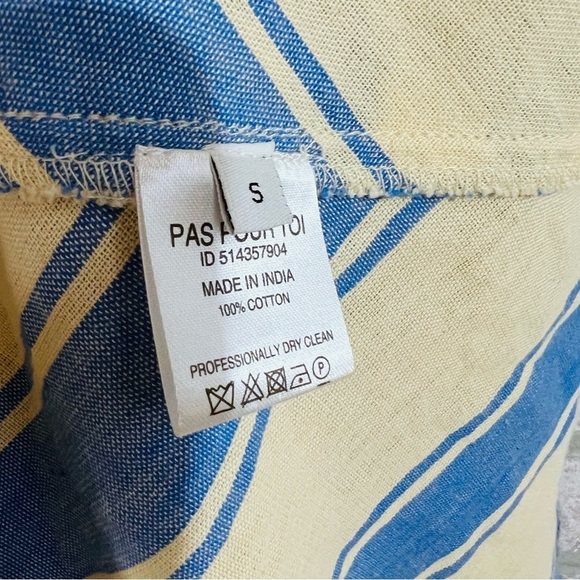 S
PAS POUR TOI
ID 514357904
MADE IN INDIA
100% COTTON
PROFESSIONALLY DRY CLEAN
P